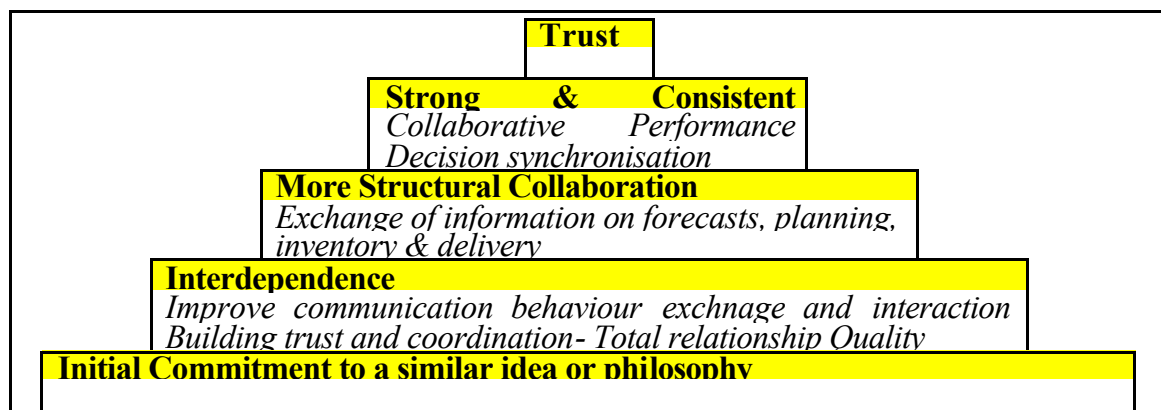 Trust
Strong & Consistent
Collaborative Performance
Decision synchronisation
More Structural Collaboration
Exchange of information on forecasts, planning,
inventory & delivery
Interdependence
Improve communication behaviour exchnage and interaction
Building trust and coordination- Total relationship Quality
Initial Commitment to a similar idea or philosophy